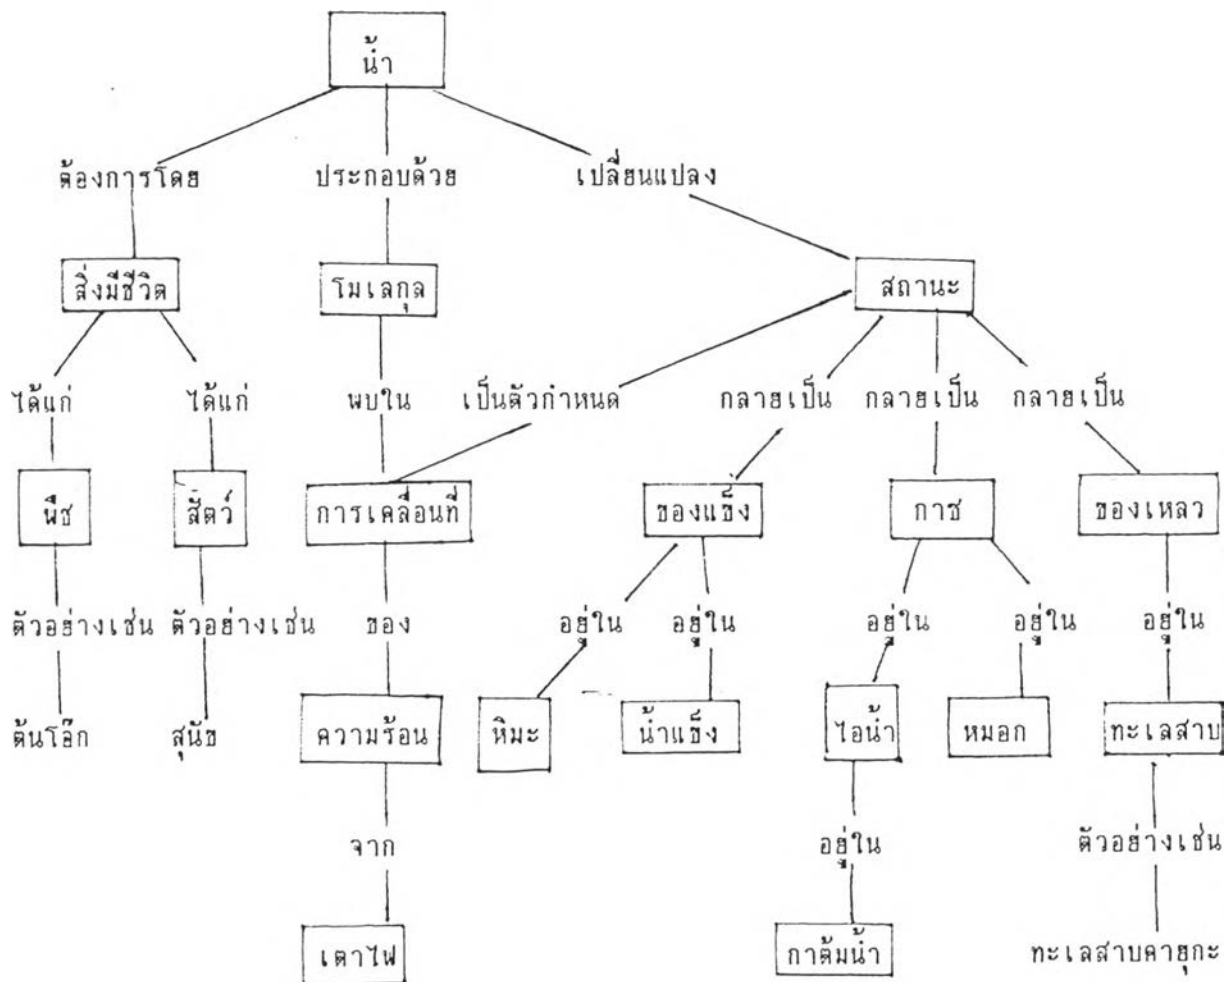 น้ำ
ต้องการโดย ประกอบด้วย เปลี่ยนแปลง
สิ่งมีชีวิต โมเลกุล สถานะ
ได้แก่ ได้แก่ พบใน เป็นตัวกำหนด กลายเป็น กลายเป็น กลายเป็น
พืช สัตว์ การเคลื่อนที่ ของแข็ง กาซ ของเหลว
ตัวอย่างเช่น ตัวอย่างเช่น ของ อยู่ใน อยู่ใน อยู่ใน อยู่ใน อยู่ใน
ต้นโอ๊ก สุนัข ความร้อน หิมะ น้ำแข็ง ไอน้ำ หมอก ทะเลสาบ
จาก อยู่ใน ตัวอย่างเช่น
เตาไฟ กาต้มน้ำ ทะเลสาบคายุกะ